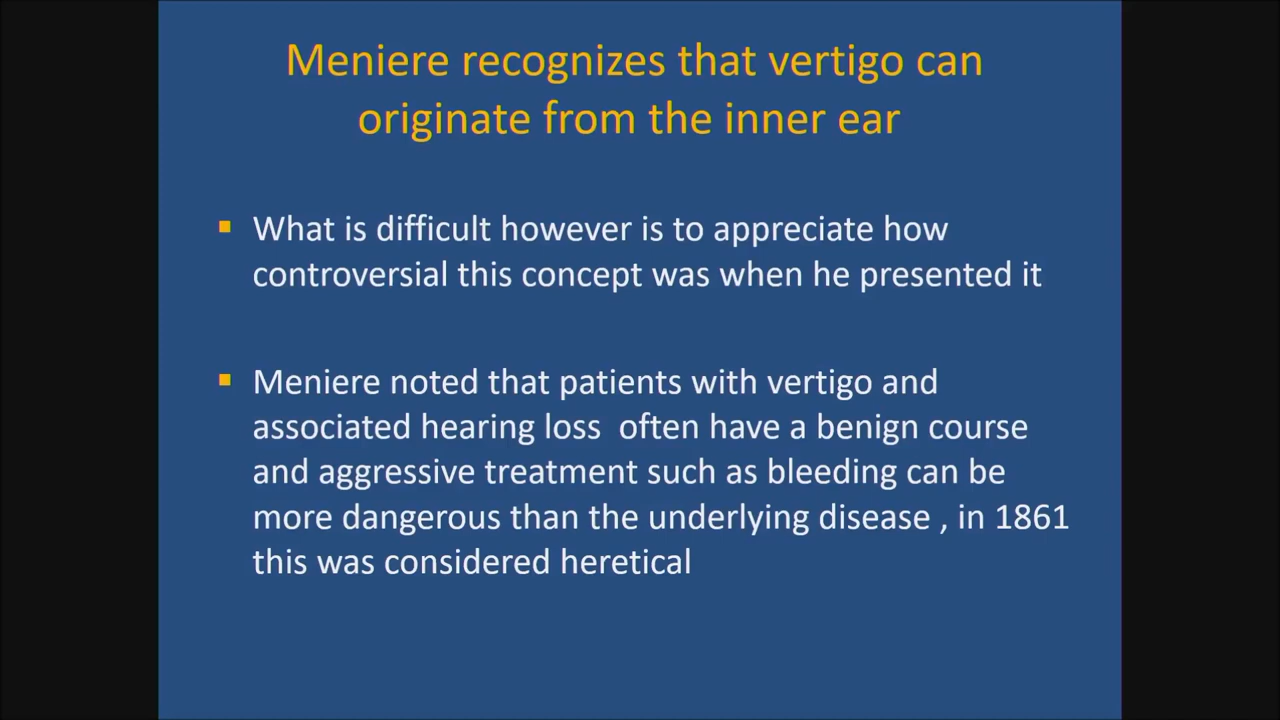 Meniere recognizes that vertigo can
originate from the inner ear
▪ What is difficult however is to appreciate how
controversial this concept was when he presented it
▪ Meniere noted that patients with vertigo and
associated hearing loss  often have a benign course
and aggressive treatment such as bleeding can be
more dangerous than the underlying disease , in 1861
this was considered heretical